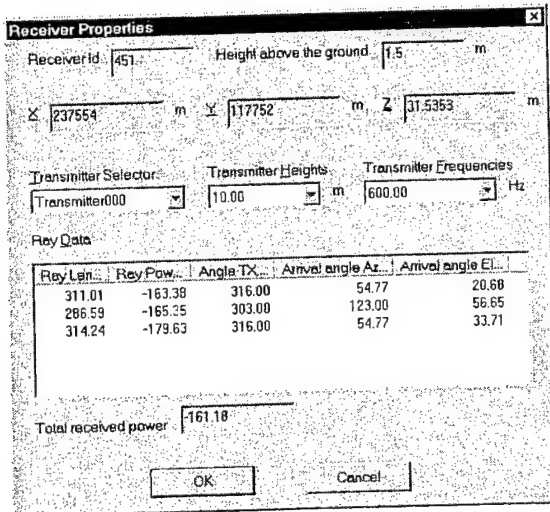 Receiver Properties
Receiver Id 451 Height above the ground 1.5 m
X 237554 m Y 117752 m Z 31.5353 m
Transmitter Selector Transmitter Heights Transmitter Frequencies
Transmitter000 10.00 m 600.00 Hz
Ray Data
Ray Len... Ray Pow... Angle TX... Arrival angle Az... Arrival angle El...
311.01 -163.38 316.00 54.77 20.68
286.59 -165.35 303.00 123.00 56.65
314.24 -179.63 316.00 54.77 33.71
Total received power -161.18
OK Cancel